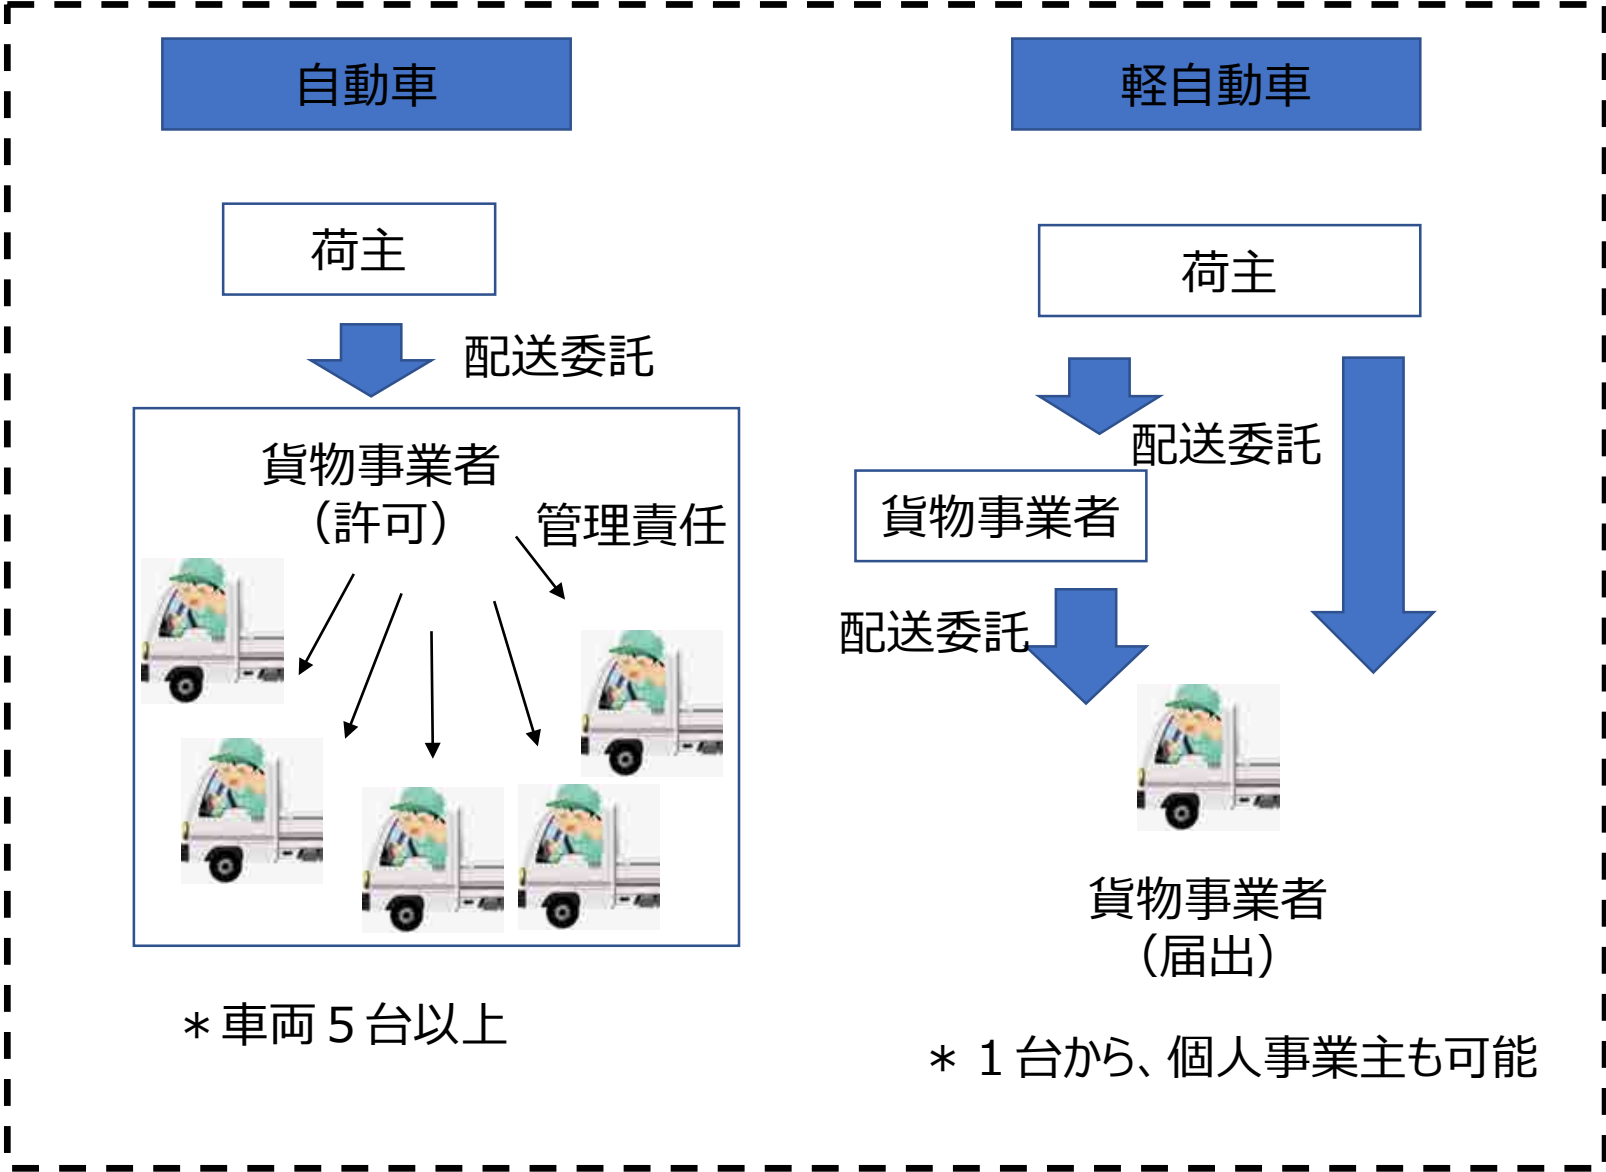 自動車
荷主
配送委託
貨物事業者
（許可）
管理責任
＊車両５台以上
軽自動車
荷主
配送委託
貨物事業者
配送委託
貨物事業者
（届出）
＊１台から、個人事業主も可能